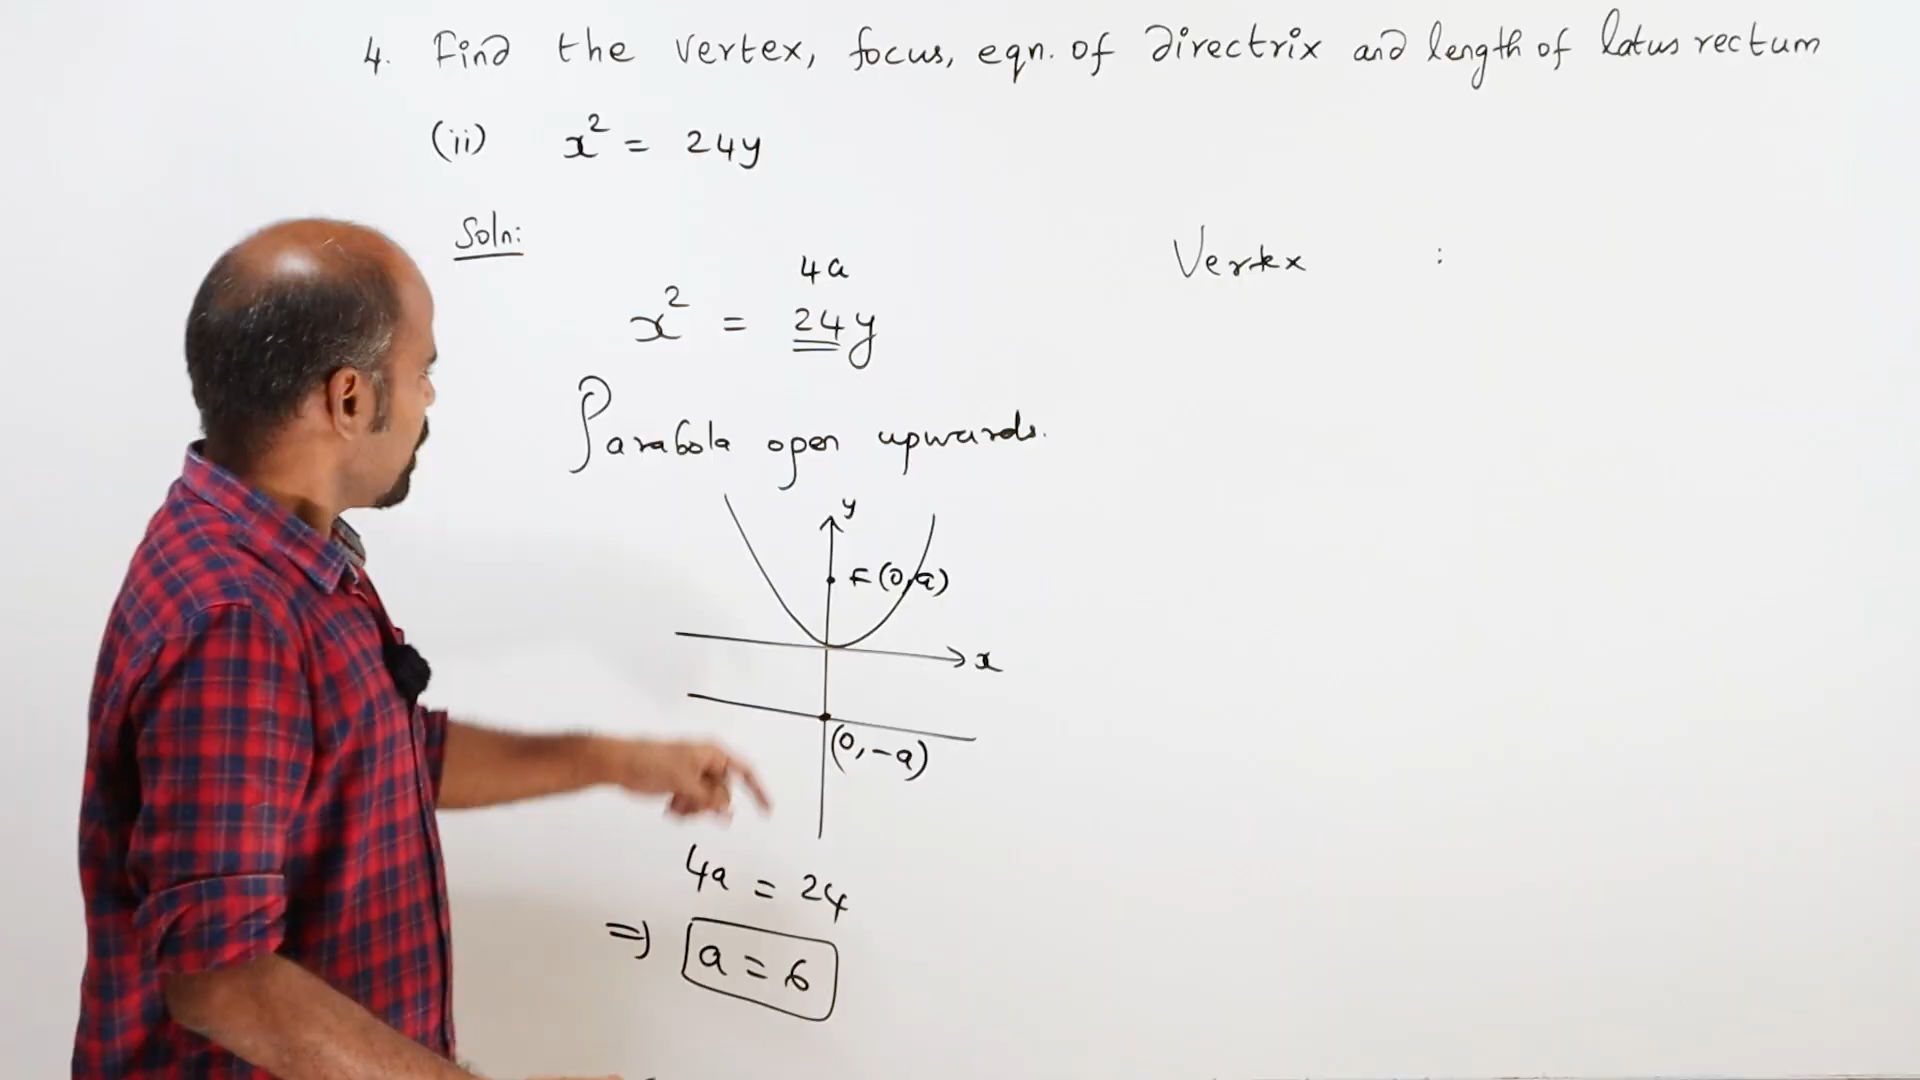 4. Find the vertex, focus, eqn. of directrix and length of latus rectum
(ii) x² = 24y
Soln:
4a
x² = 24y
Parabola open upwards.
y
F(0,a)
x
(0,-a)
4a = 24
⇒ a = 6
Vertex :